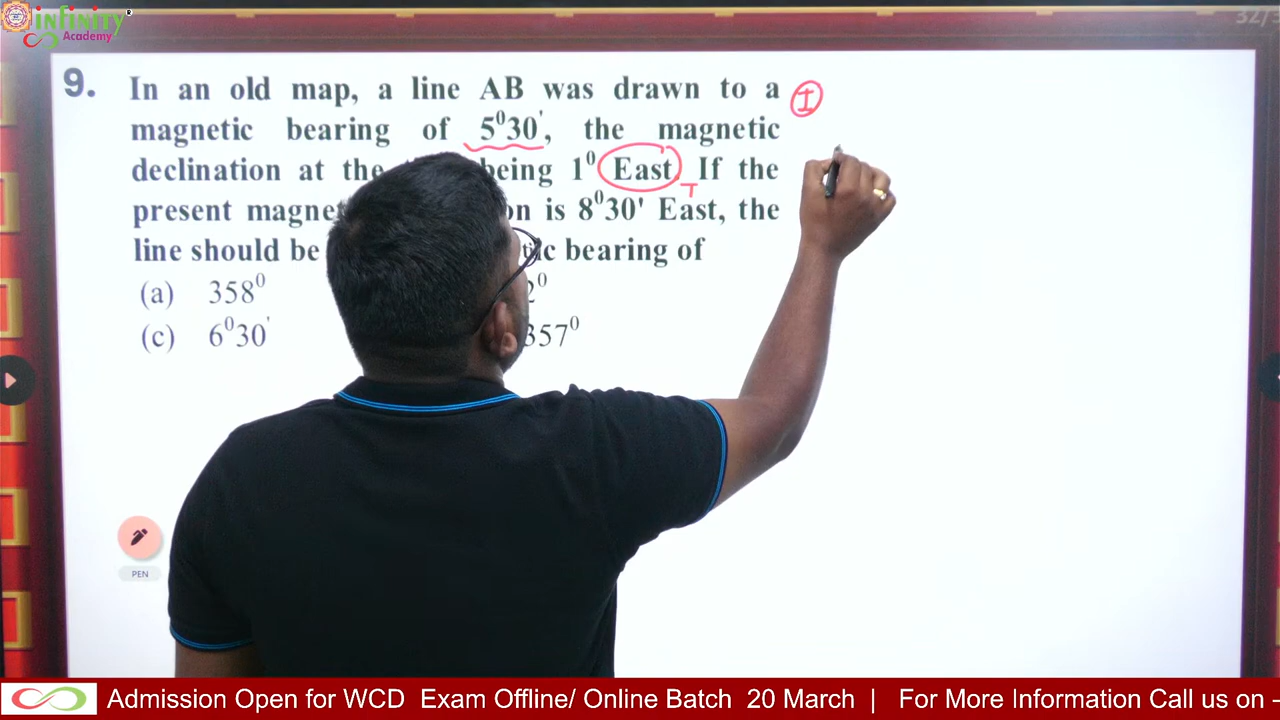 infinity
Academy
32/
9. In an old map, a line AB was drawn to a
magnetic bearing of 5⁰30', the magnetic
declination at the being 1⁰ East. If the
present on is 8⁰30' East, the
line should be bearing of
(a) 358⁰ 2⁰
(c) 6⁰30' 357⁰
I
T
PEN
Admission Open for WCD Exam Offline/ Online Batch 20 March | For More Information Call us on -